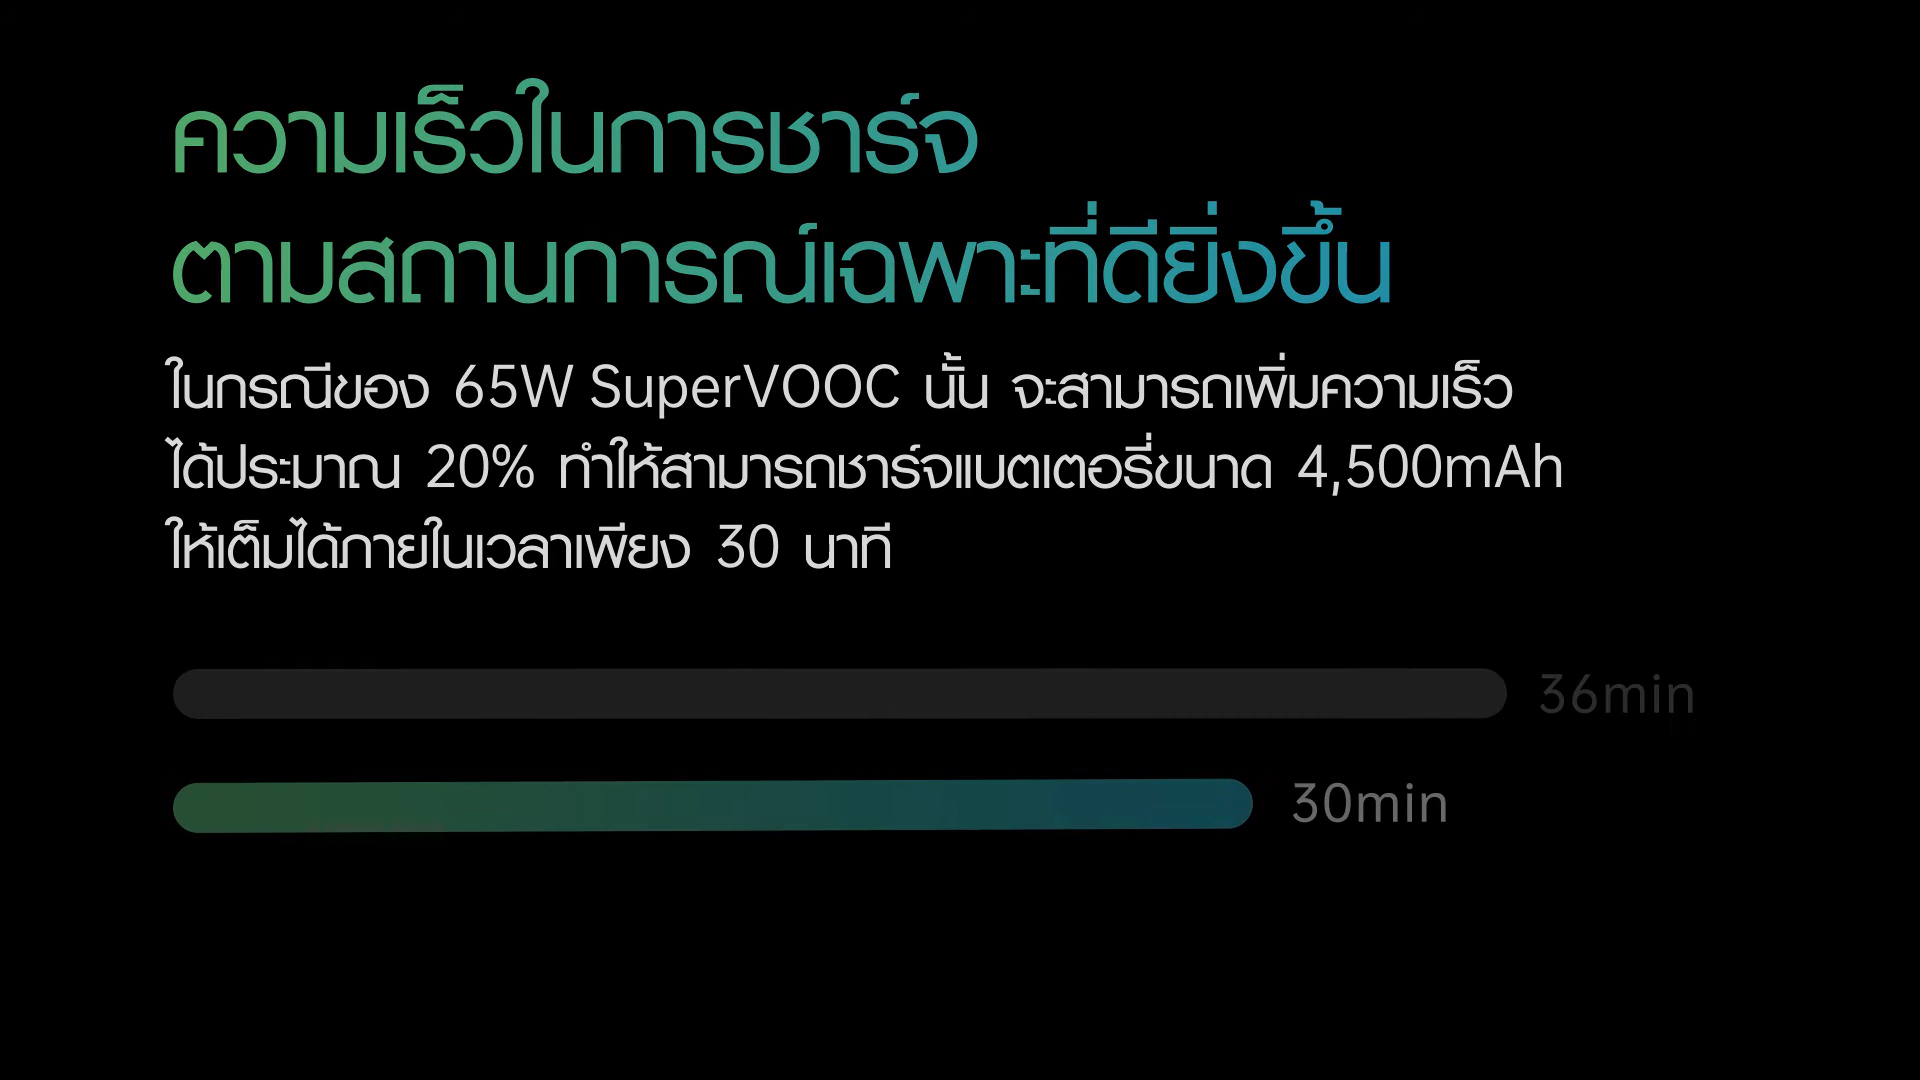 ความเร็วในการชาร์จ
ตามสถานการณ์เฉพาะที่ดียิ่งขึ้น
ในกรณีของ 65W SuperVOOC นั้น จะสามารถเพิ่มความเร็ว
ได้ประมาณ 20% ทำให้สามารถชาร์จแบตเตอรี่ขนาด 4,500mAh
ให้เต็มได้ภายในเวลาเพียง 30 นาที
36min
30min